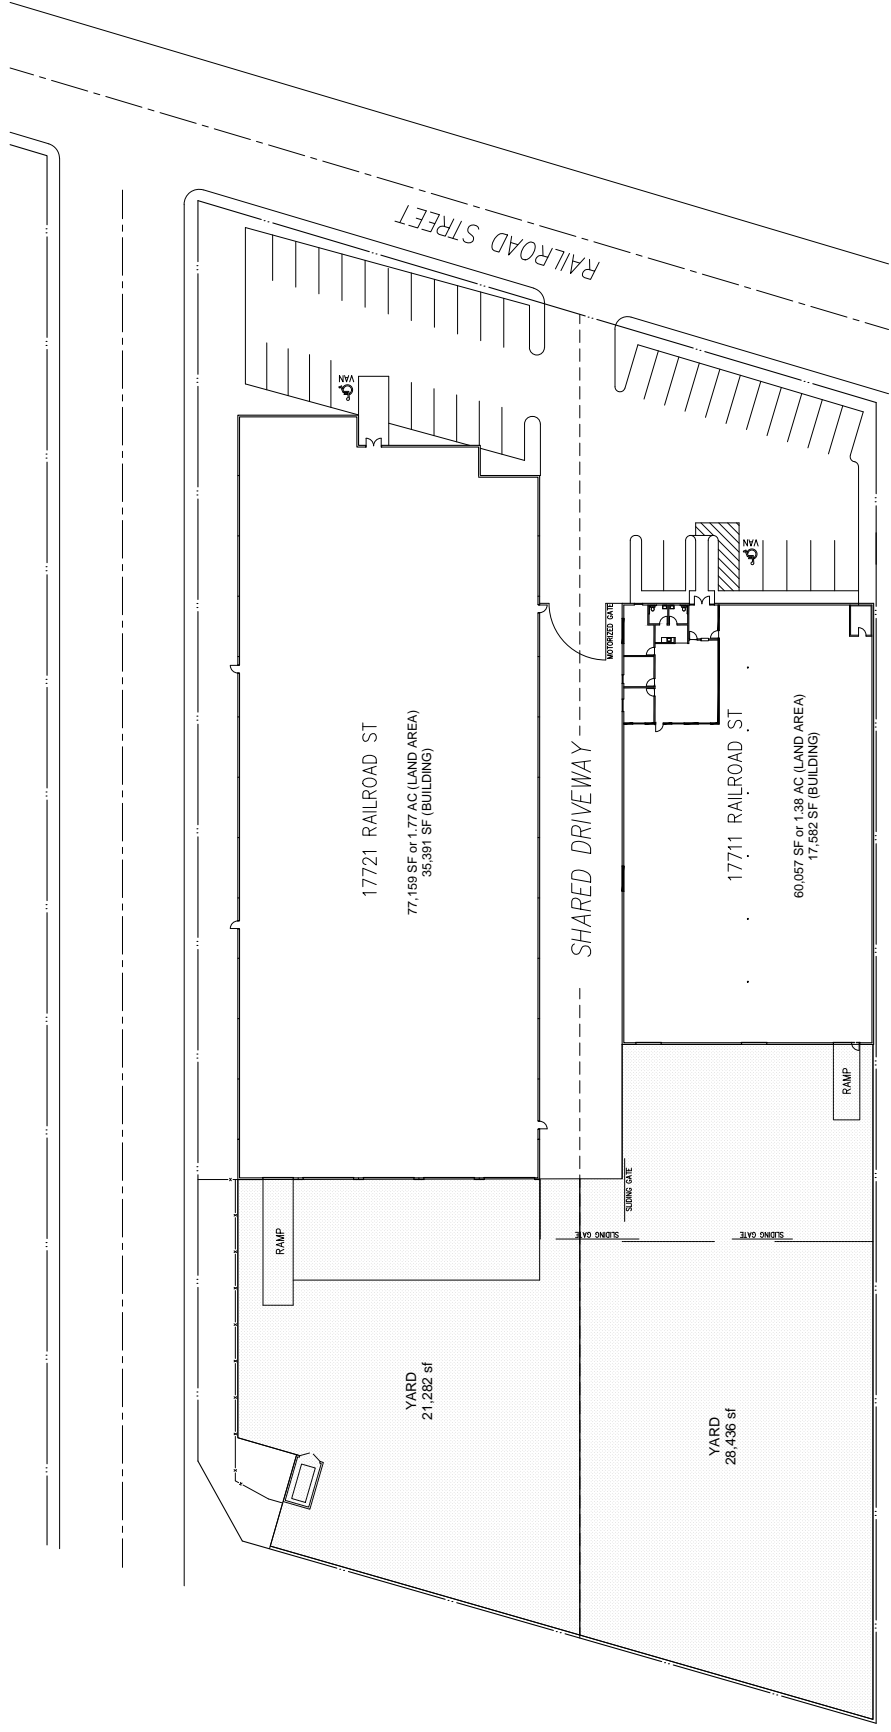 RAILROAD STREET
VAN
VAN
MOTORIZED GATE
17721 RAILROAD ST
77,159 SF or 1.77 AC (LAND AREA)
35,391 SF (BUILDING)
SHARED DRIVEWAY
17711 RAILROAD ST
60,057 SF or 1.38 AC (LAND AREA)
17,582 SF (BUILDING)
RAMP
SLIDING GATE
RAMP
SLIDING GATE
SLIDING GATE
YARD
21,282 sf
YARD
28,436 sf